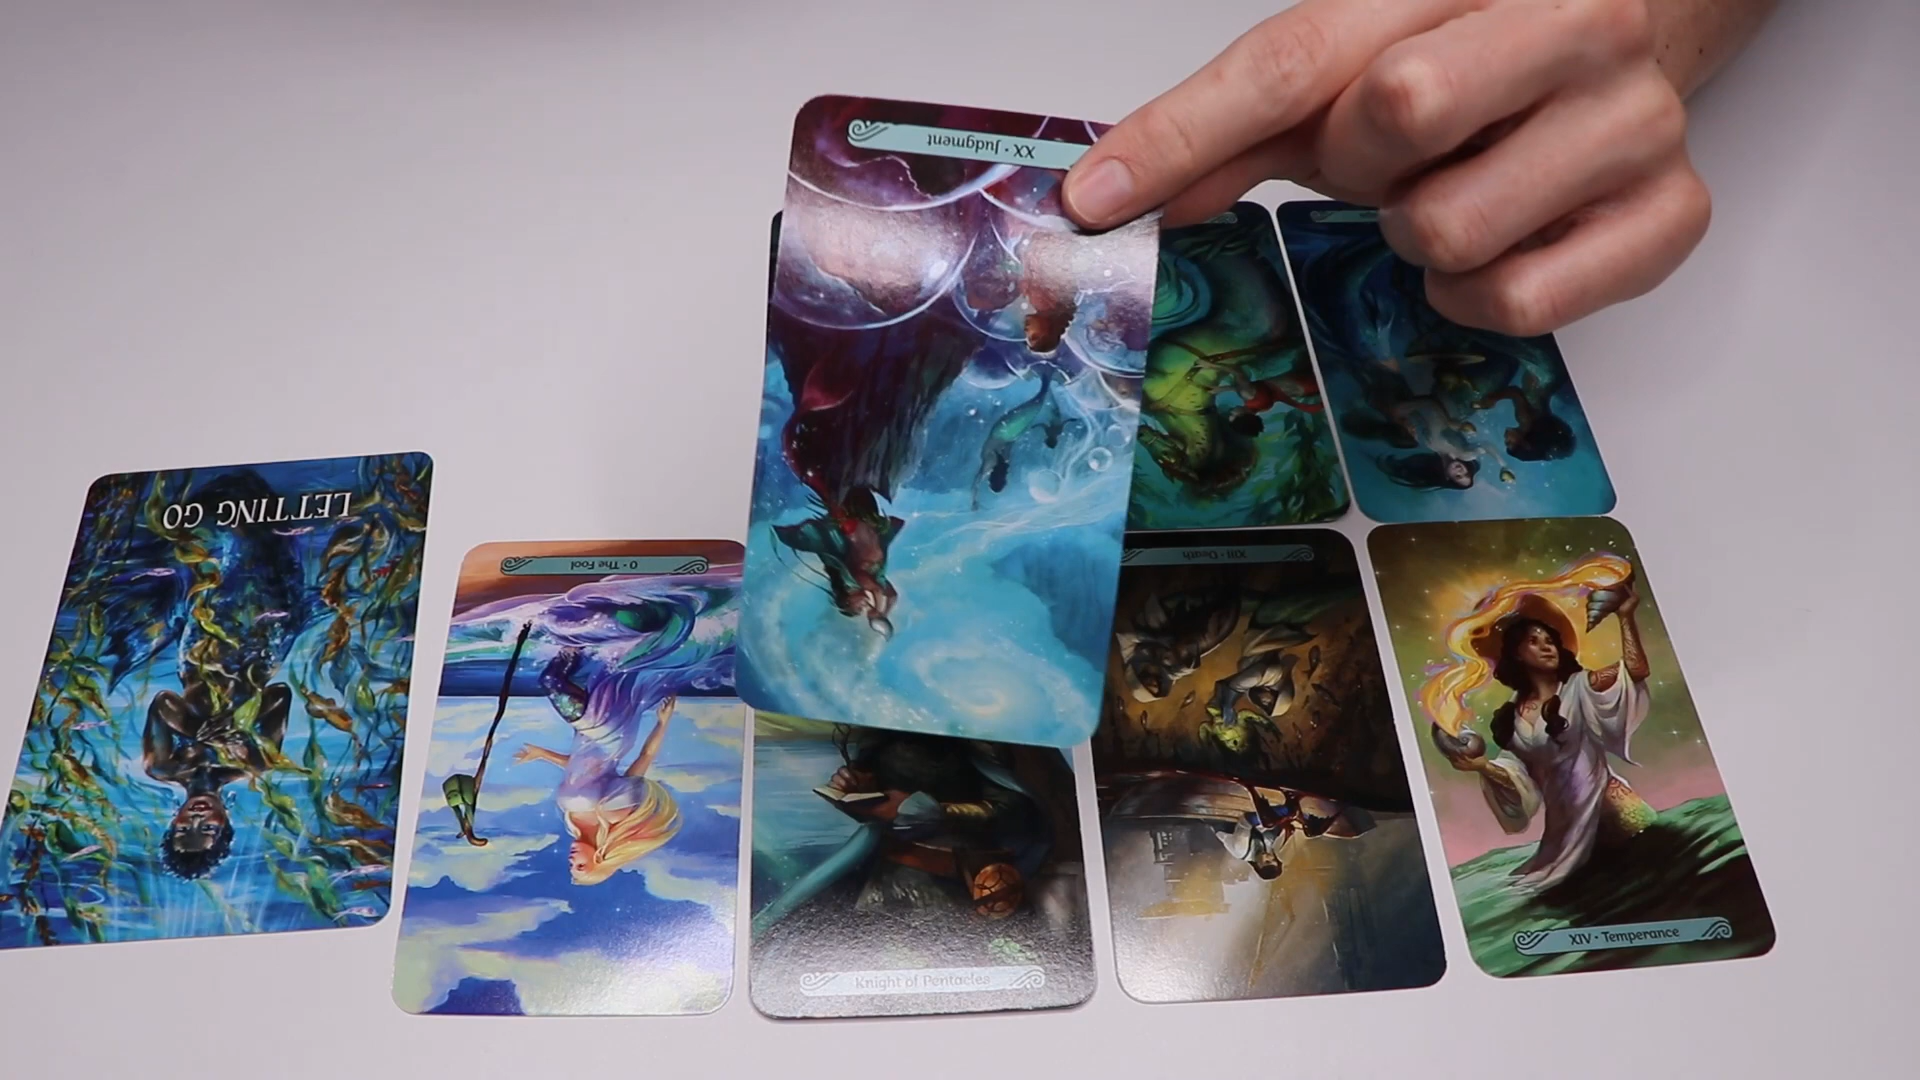 XX • Judgment
LETTING GO
0 • The Fool
XIII • Death
XIV • Temperance
Knight of Pentacles